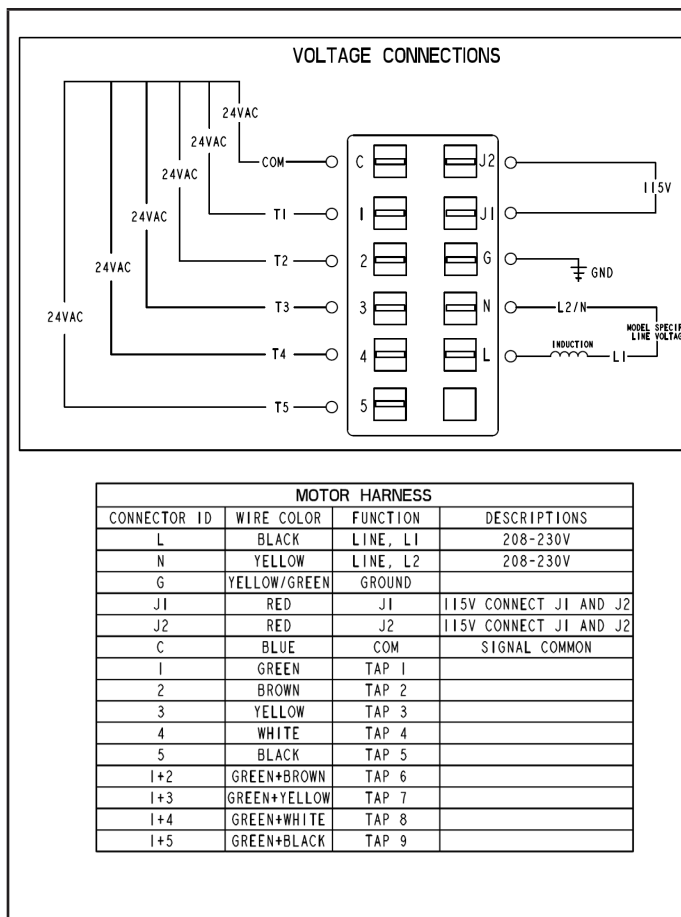 VOLTAGE CONNECTIONS
24VAC
24VAC
COM
C
J2
24VAC
115V
24VAC
T1
1
J1
T2
2
G
GND
24VAC
T3
3
N
L2/N
24VAC
INDUCTION
LINE
T4
4
L
L1
T5
5
MOTOR HARNESS
CONNECTOR ID WIRE COLOR FUNCTION DESCRIPTIONS
L BLACK LINE, L1 208-230V
N YELLOW LINE, L2 208-230V
G YELLOW/GREEN GROUND
J1 RED J1 115V CONNECT J1 AND J2
J2 RED J2 115V CONNECT J1 AND J2
C BLUE COM SIGNAL COMMON
1 GREEN TAP 1
2 BROWN TAP 2
3 YELLOW TAP 3
4 WHITE TAP 4
5 BLACK TAP 5
1+2 GREEN+BROWN TAP 6
1+3 GREEN+YELLOW TAP 7
1+4 GREEN+WHITE TAP 8
1+5 GREEN+BLACK TAP 9